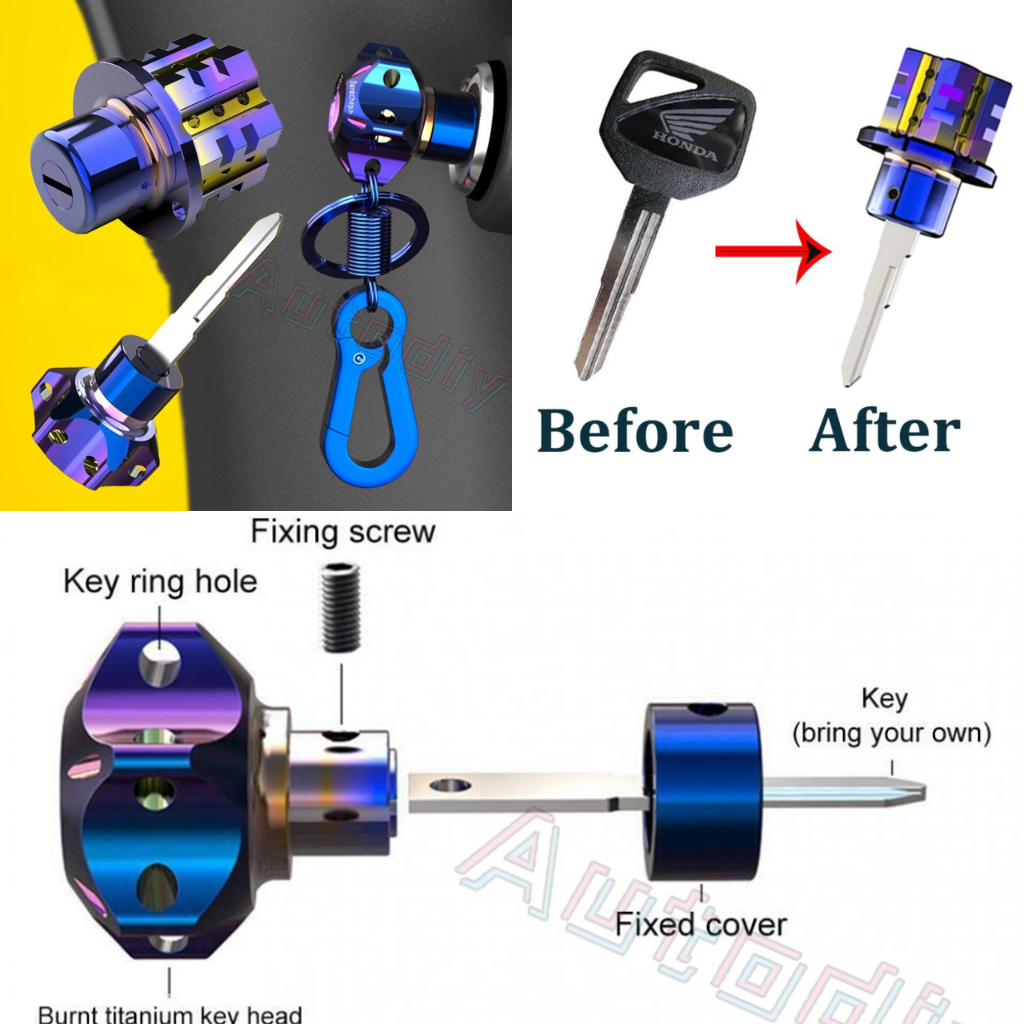 Autodiy
HONDA
Before
After
Fixing screw
Key ring hole
Key
(bring your own)
Fixed cover
Autodiy
Burnt titanium key head